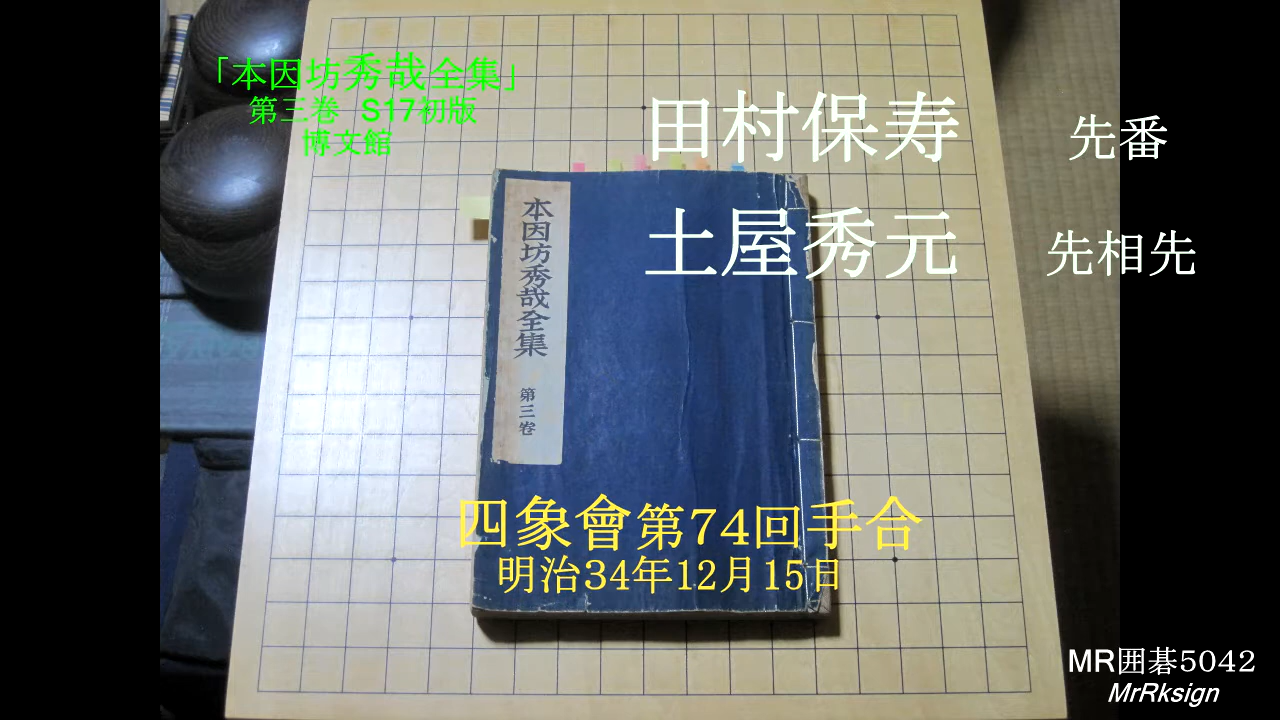 「本因坊秀哉全集」
第三巻 S17初版
博文館
田村保寿 先番
土屋秀元 先相先
本因坊秀哉全集
第三卷
四象會第74回手合
明治34年12月15日
MR囲碁5042
MrRksign